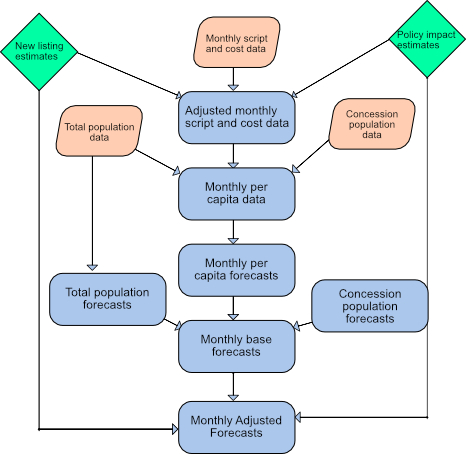 New listing
estimates
Monthly script
and cost data
Policy impact
estimates
Adjusted monthly
script and cost data
Total population
data
Concession
population
data
Monthly per
capita data
Monthly per
capita forecasts
Total population
forecasts
Concession
population
forecasts
Monthly base
forecasts
Monthly Adjusted
Forecasts